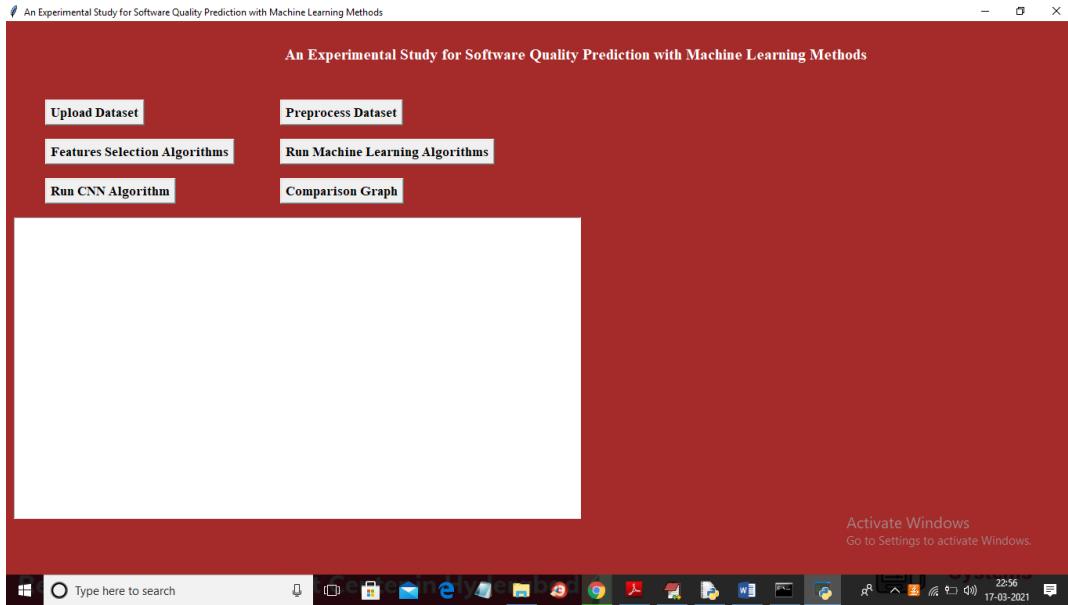 An Experimental Study for Software Quality Prediction with Machine Learning Methods
An Experimental Study for Software Quality Prediction with Machine Learning Methods
Upload Dataset
Preprocess Dataset
Features Selection Algorithms
Run Machine Learning Algorithms
Run CNN Algorithm
Comparison Graph
Activate Windows
Go to Settings to activate Windows.
Type here to search
22:56
17-03-2021